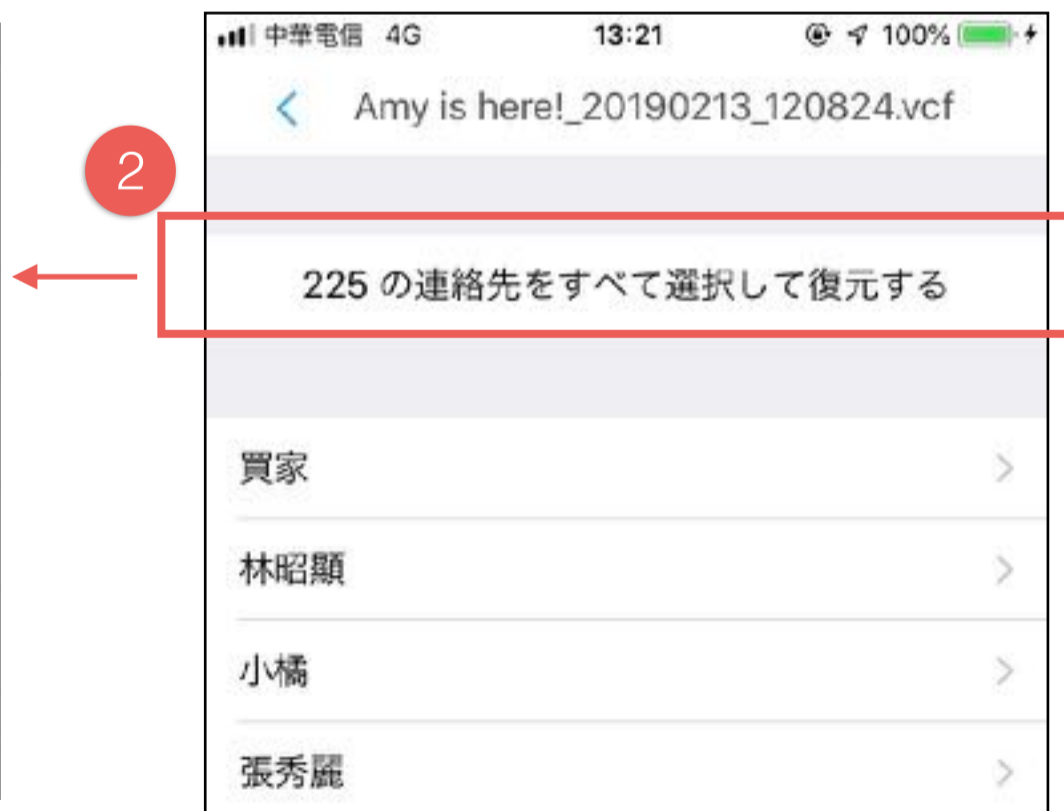 中華電信 4G 13:21 100%
Amy is here!_20190213_120824.vcf
2
225 の連絡先をすべて選択して復元する
買家
林昭顯
小橘
張秀麗